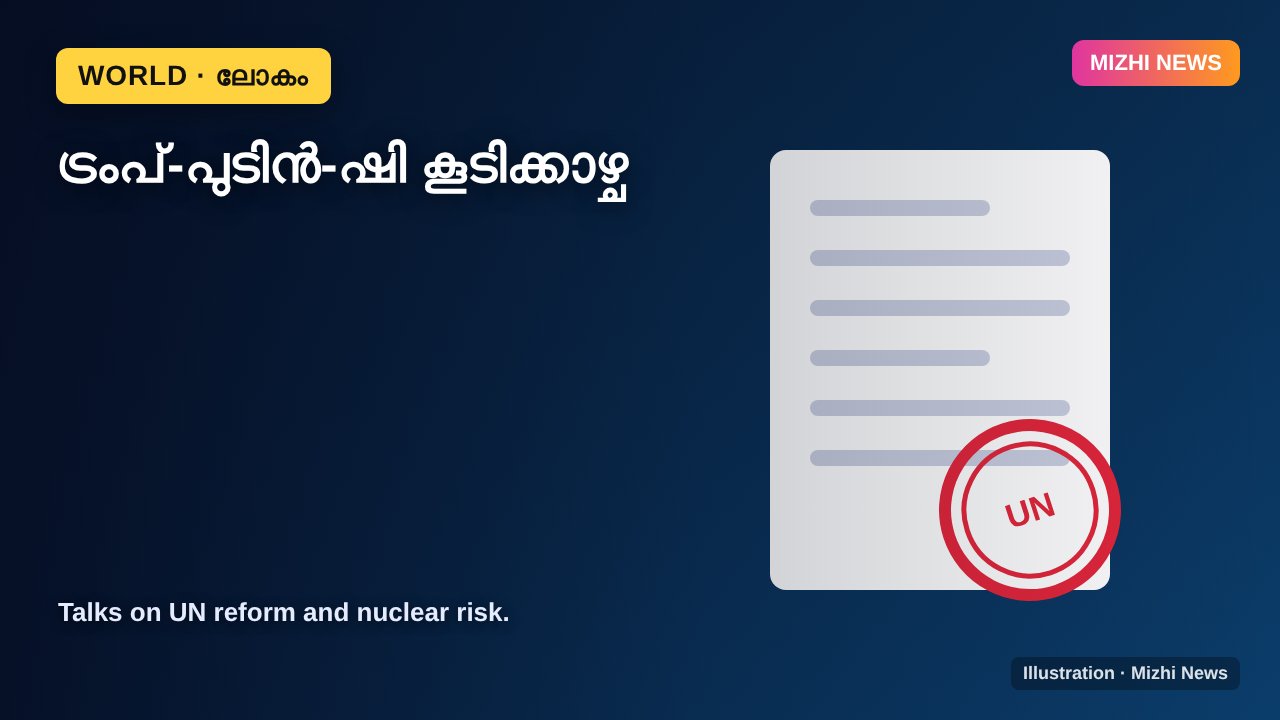 WORLD · ലോകം
MIZHI NEWS
ട്രംപ്-പുടിൻ-ഷി കൂടിക്കാഴ്ച
UN
Talks on UN reform and nuclear risk.
Illustration · Mizhi News